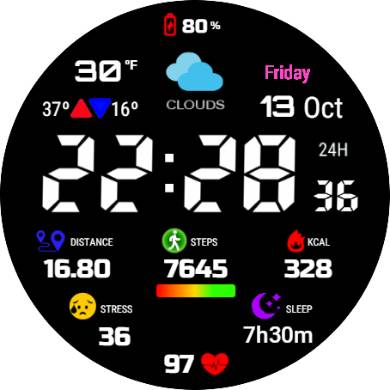 80%
30°F
Friday
37° 16°
CLOUDS
13 Oct
22:28
24H
36
DISTANCE
STEPS
KCAL
16.80
7645
328
STRESS
SLEEP
36
7h30m
97